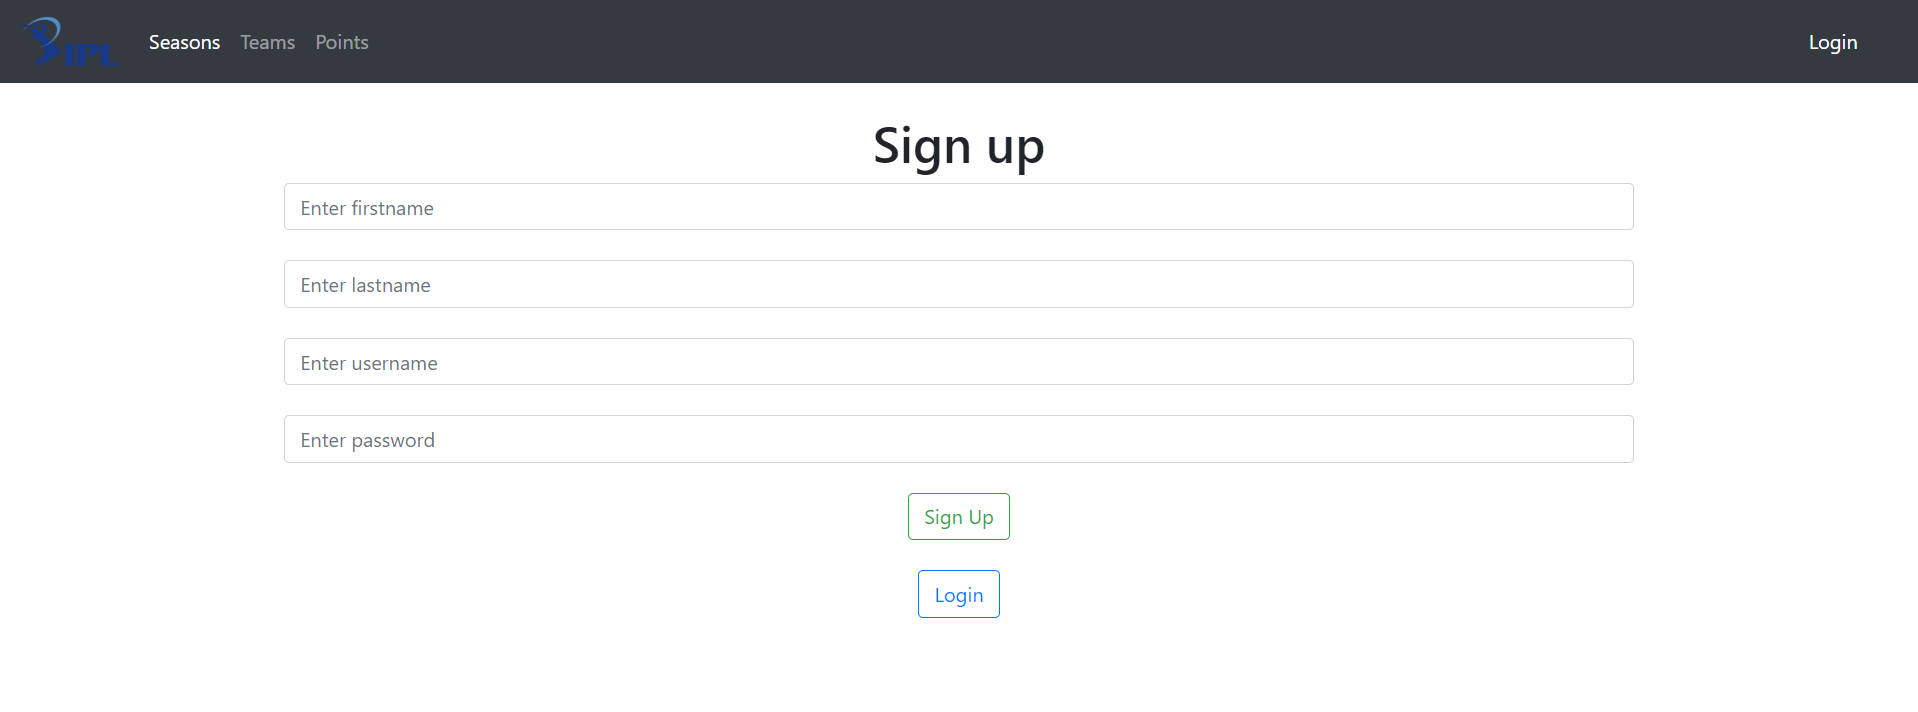 IPL Seasons Teams Points Login
Sign up
Enter firstname
Enter lastname
Enter username
Enter password
Sign Up
Login